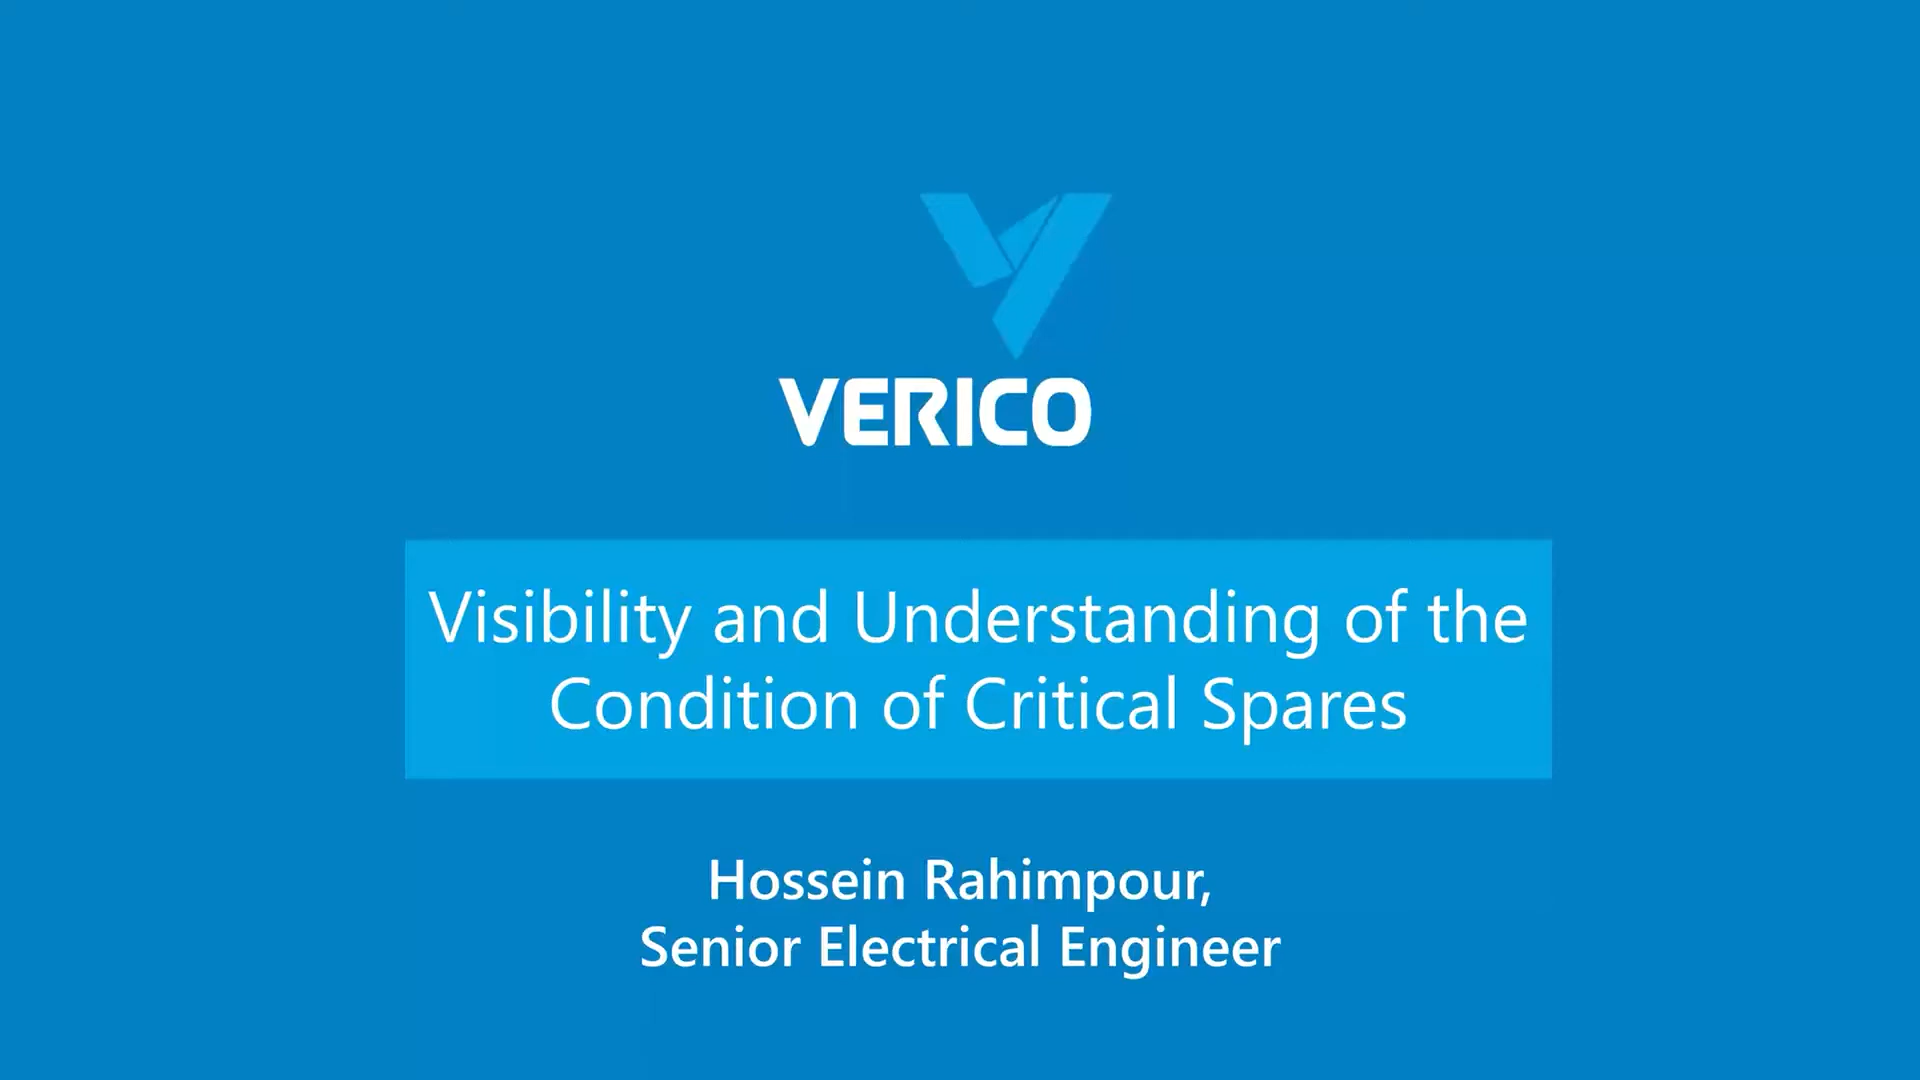 VERICO
Visibility and Understanding of the
Condition of Critical Spares
Hossein Rahimpour,
Senior Electrical Engineer